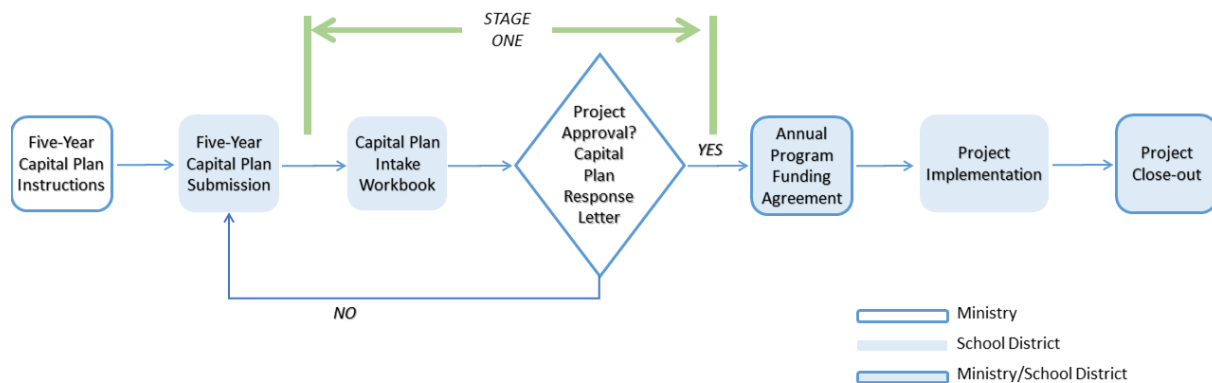 STAGE
ONE
Five-Year
Capital Plan
Instructions
Five-Year
Capital Plan
Submission
Capital Plan
Intake
Workbook
Project
Approval?
Capital
Plan
Response
Letter
YES
Annual
Program
Funding
Agreement
Project
Implementation
Project
Close-out
NO
Ministry
School District
Ministry/School District